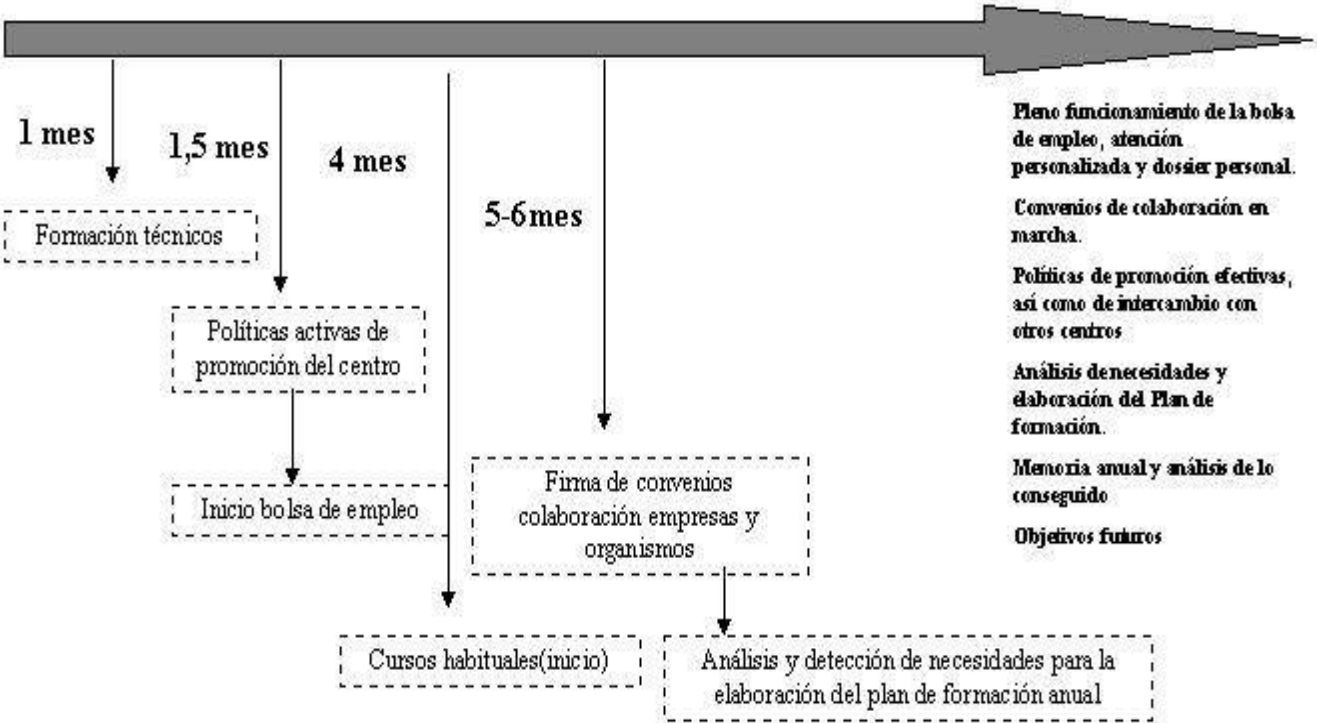 1 mes
1,5 mes
4 mes
5-6mes
Formación técnicos
Políticas activas de
promoción del centro
Inicio bolsa de empleo
Firma de convenios
colaboración empresas y
organismos
Cursos habituales(inicio)
Análisis y detección de necesidades para la
elaboración del plan de formación anual
Pleno funcionamiento de la bolsa
de empleo, atención
personalizada y dossier personal.
Convenios de colaboración en
marcha.
Políticas de promoción efectivas,
así como de intercambio con
otros centros
Análisis de necesidades y
elaboración del Plan de
formación.
Memoria anual y análisis de lo
conseguido
Objetivos futuros